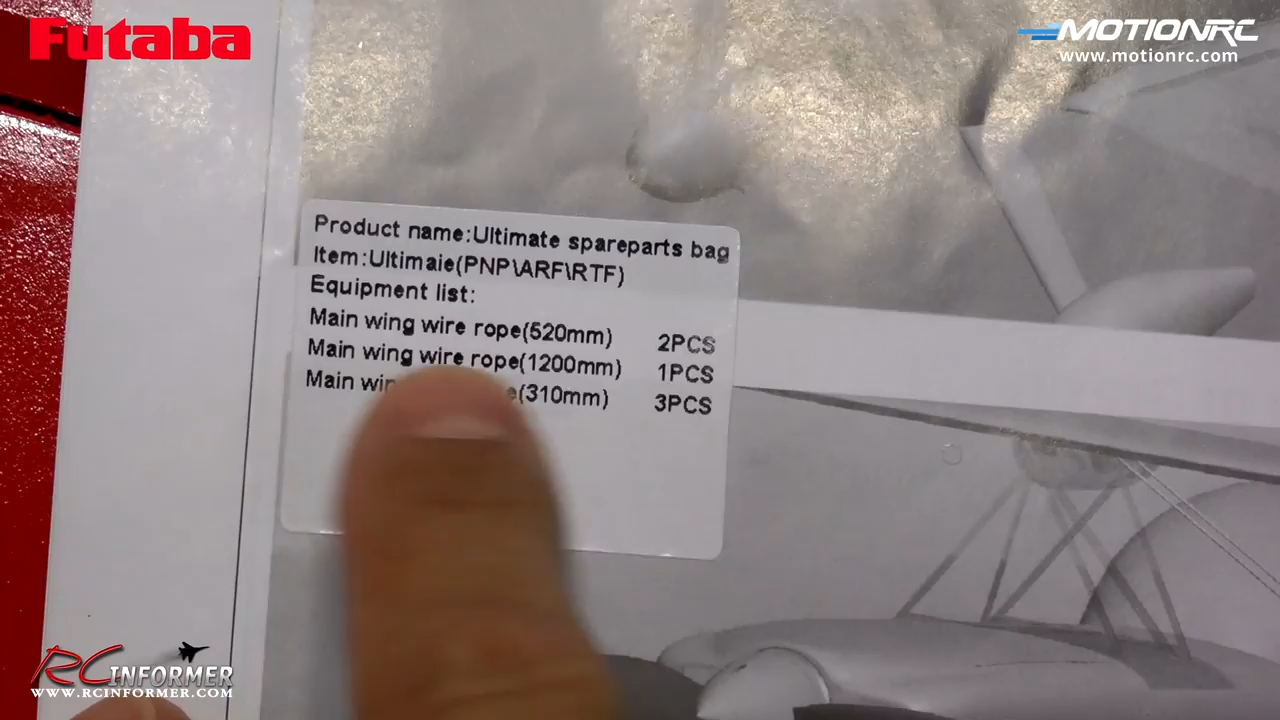 Futaba
MOTIONRC
www.motionrc.com
Product name:Ultimate spareparts bag
Item:Ultimaie(PNP\ARF\RTF)
Equipment list:
Main wing wire rope(520mm) 2PCS
Main wing wire rope(1200mm) 1PCS
Main (310mm) 3PCS
RC INFORMER
WWW.RCINFORMER.COM